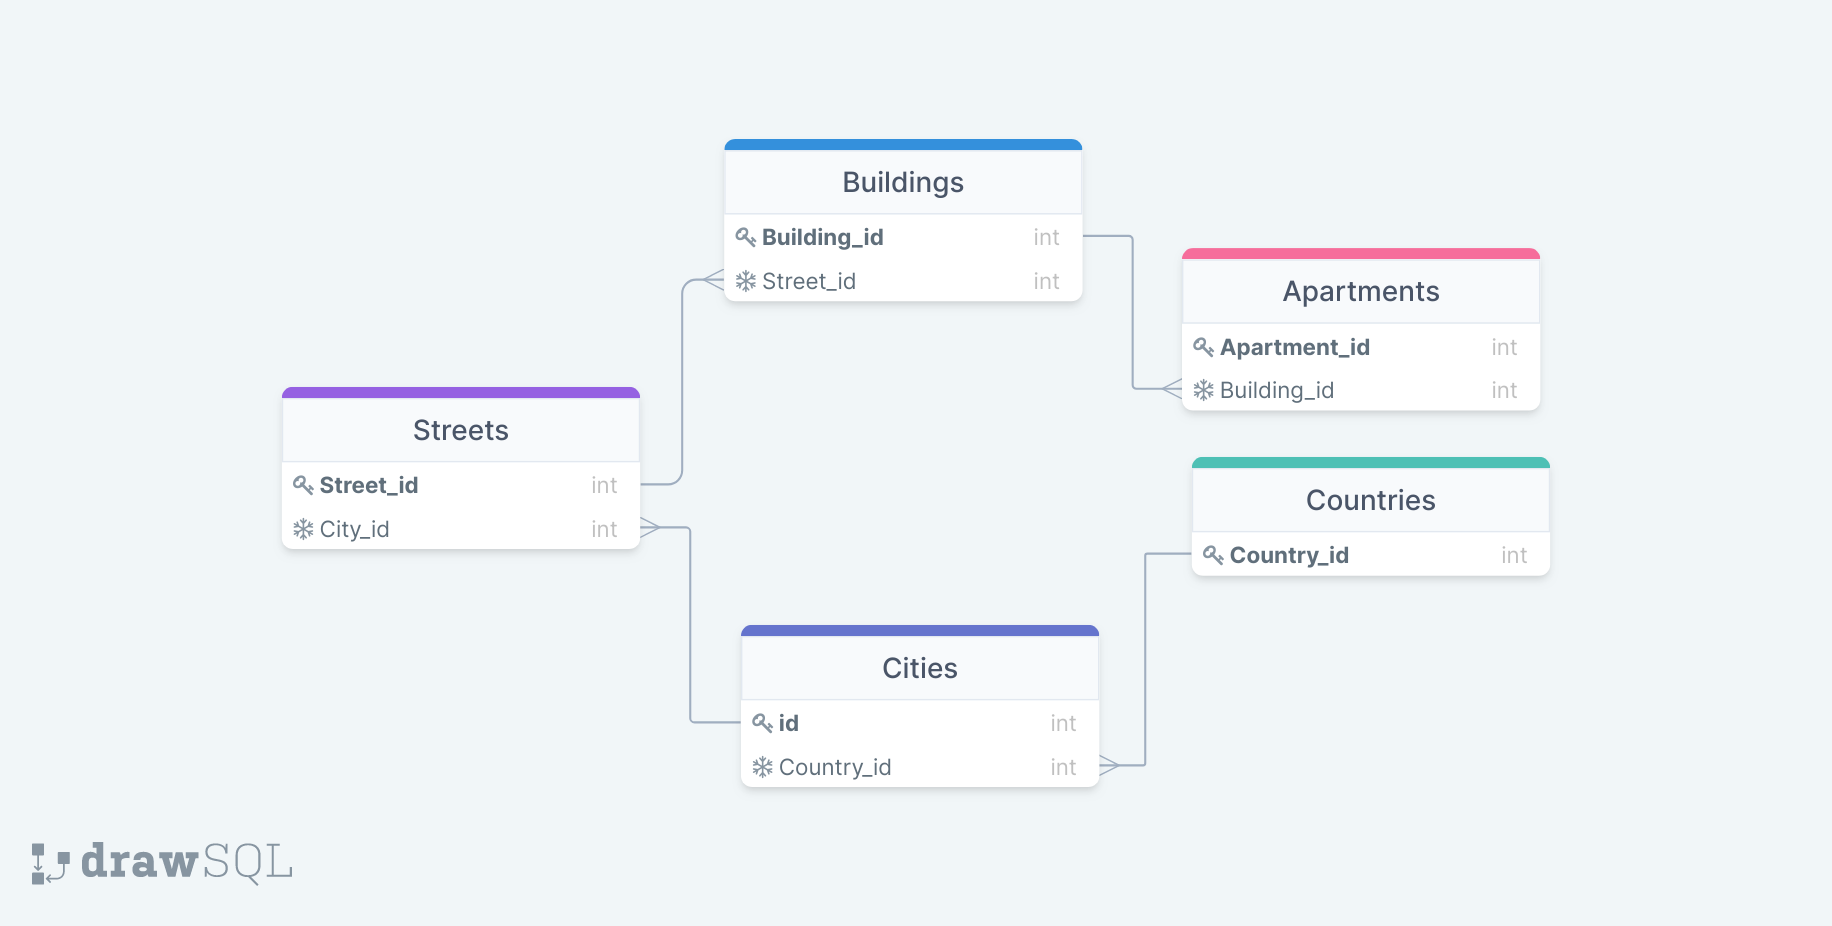 Buildings
Building_id int
Street_id int
Apartments
Apartment_id int
Building_id int
Streets
Street_id int
City_id int
Countries
Country_id int
Cities
id int
Country_id int
drawSQL